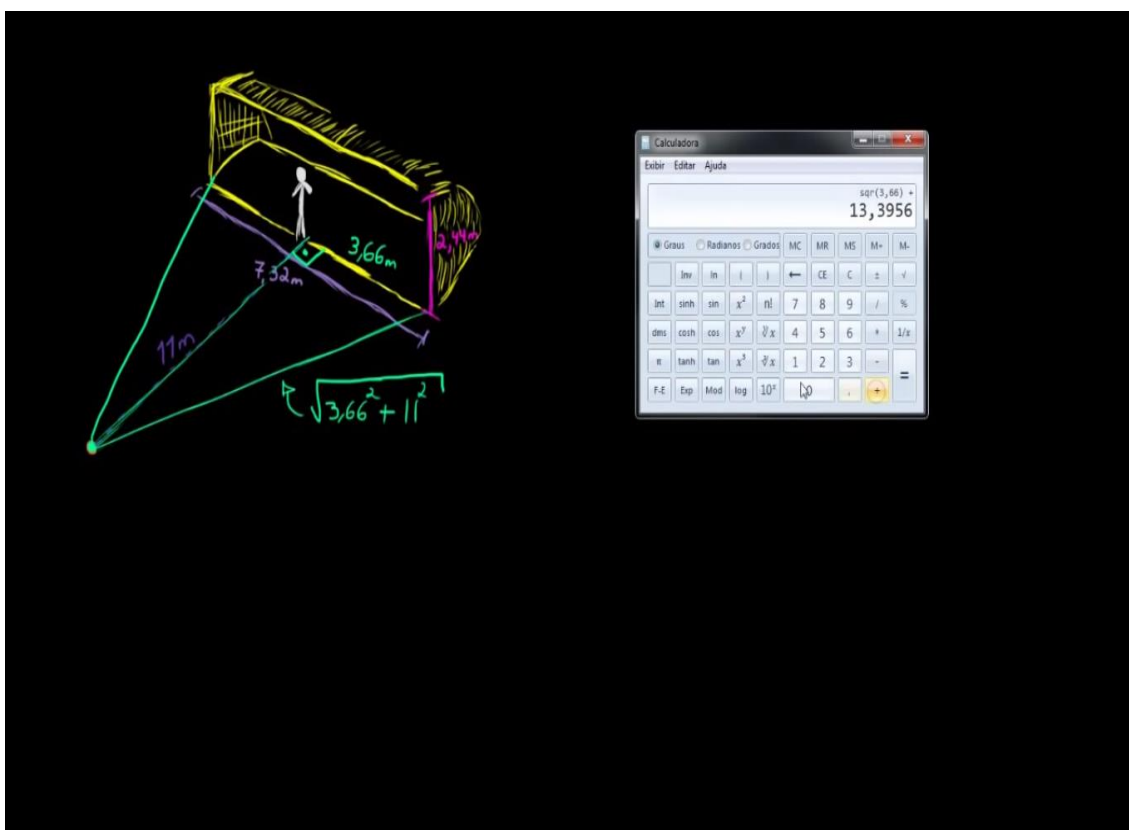 2,44m
3,66m
7,32m
11m
√3,66² + 11²
Calculadora
Exibir Editar Ajuda
sqr(3,66) +
13,3956
Graus Radianos Grados MC MR MS M+ M-
Inv ln ( ) ← CE C ± √
Int sinh sin x² n! 7 8 9 / %
dms cosh cos xʸ ʸ√x 4 5 6 * 1/x
π tanh tan x³ ³√x 1 2 3 - =
F-E Exp Mod log 10ˣ 0 , +